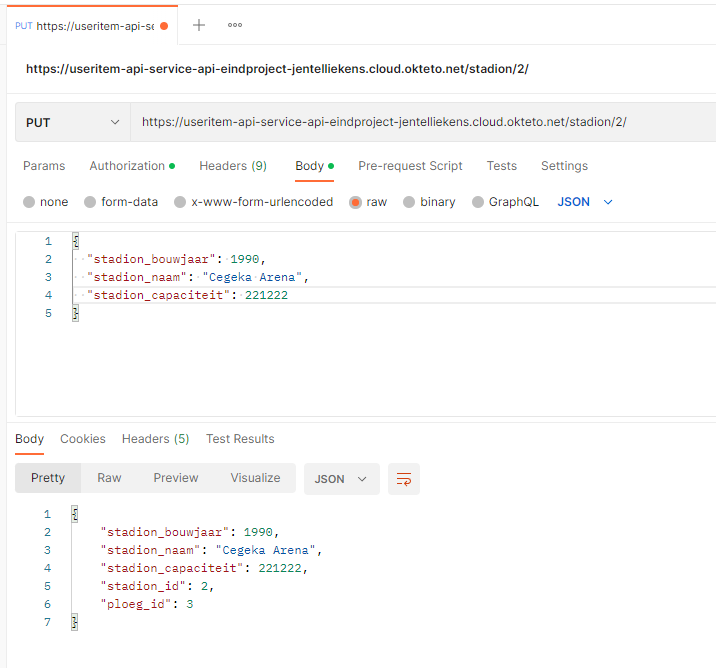 PUT https://useritem-api-se
https://useritem-api-service-api-eindproject-jentelliekens.cloud.okteto.net/stadion/2/
PUT https://useritem-api-service-api-eindproject-jentelliekens.cloud.okteto.net/stadion/2/
Params Authorization Headers (9) Body Pre-request Script Tests Settings
none form-data x-www-form-urlencoded raw binary GraphQL JSON
1 {
2 "stadion_bouwjaar": 1990,
3 "stadion_naam": "Cegeka Arena",
4 "stadion_capaciteit": 221222
5 }
Body Cookies Headers (5) Test Results
Pretty Raw Preview Visualize JSON
1 {
2 "stadion_bouwjaar": 1990,
3 "stadion_naam": "Cegeka Arena",
4 "stadion_capaciteit": 221222,
5 "stadion_id": 2,
6 "ploeg_id": 3
7 }